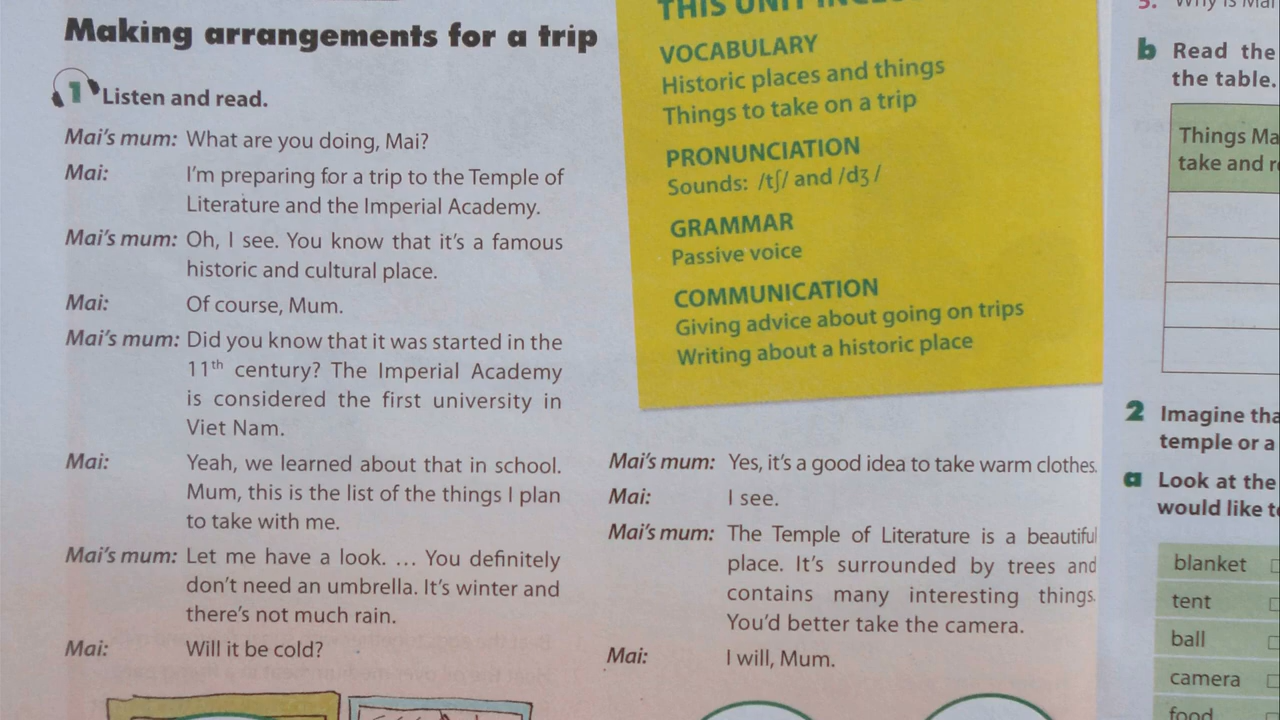 Making arrangements for a trip
1 Listen and read.
Mai's mum: What are you doing, Mai?
Mai: I'm preparing for a trip to the Temple of
Literature and the Imperial Academy.
Mai's mum: Oh, I see. You know that it's a famous
historic and cultural place.
Mai: Of course, Mum.
Mai's mum: Did you know that it was started in the
11th century? The Imperial Academy
is considered the first university in
Viet Nam.
Mai: Yeah, we learned about that in school.
Mum, this is the list of the things I plan
to take with me.
Mai's mum: Let me have a look. ... You definitely
don't need an umbrella. It's winter and
there's not much rain.
Mai: Will it be cold?
THIS UNIT
VOCABULARY
Historic places and things
Things to take on a trip
PRONUNCIATION
Sounds: /tʃ/ and /dʒ/
GRAMMAR
Passive voice
COMMUNICATION
Giving advice about going on trips
Writing about a historic place
Mai's mum: Yes, it's a good idea to take warm clothes.
Mai: I see.
Mai's mum: The Temple of Literature is a beautiful
place. It's surrounded by trees and
contains many interesting things.
You'd better take the camera.
Mai: I will, Mum.
5. Why is Mai
b Read the
the table.
Things Ma
take and
2 Imagine tha
temple or a
a Look at the
would like
blanket
tent
ball
camera
food